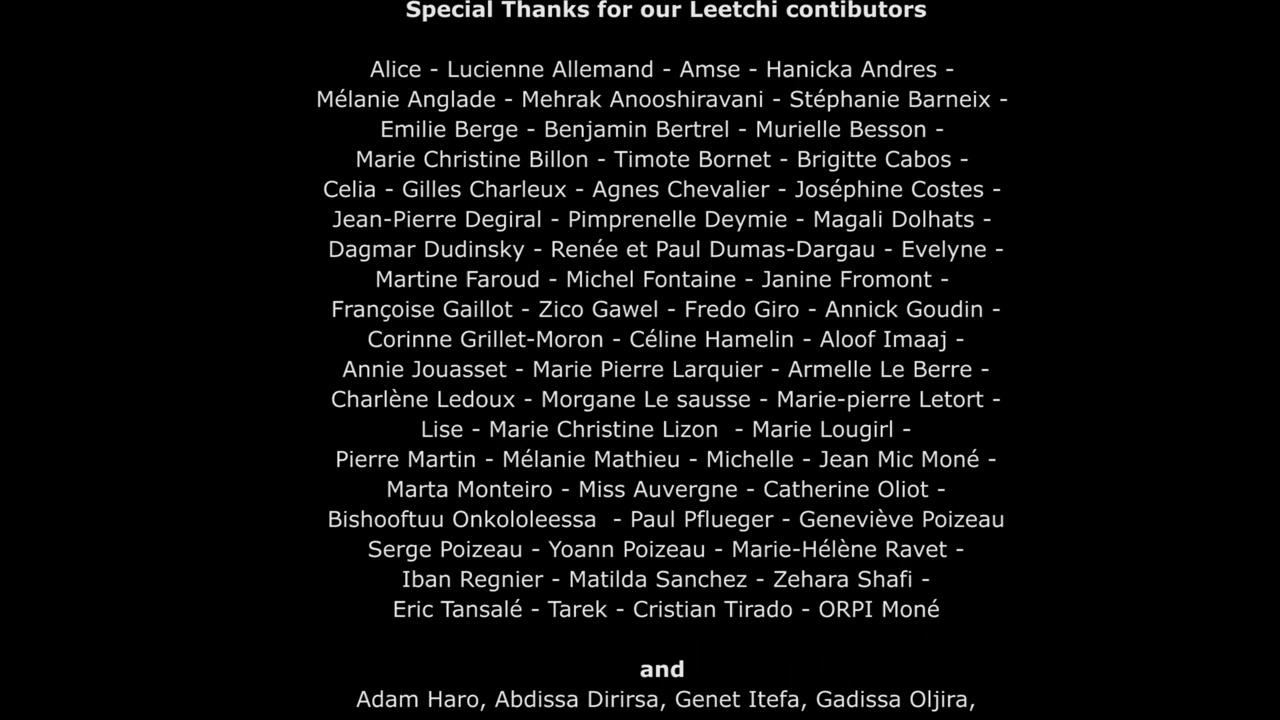 Special Thanks for our Leetchi contibutors
Alice - Lucienne Allemand - Amse - Hanicka Andres -
Mélanie Anglade - Mehrak Anooshiravani - Stéphanie Barneix -
Emilie Berge - Benjamin Bertrel - Murielle Besson -
Marie Christine Billon - Timote Bornet - Brigitte Cabos -
Celia - Gilles Charleux - Agnes Chevalier - Joséphine Costes -
Jean-Pierre Degiral - Pimprenelle Deymie - Magali Dolhats -
Dagmar Dudinsky - Renée et Paul Dumas-Dargau - Evelyne -
Martine Faroud - Michel Fontaine - Janine Fromont -
Françoise Gaillot - Zico Gawel - Fredo Giro - Annick Goudin -
Corinne Grillet-Moron - Céline Hamelin - Aloof Imaaj -
Annie Jouasset - Marie Pierre Larquier - Armelle Le Berre -
Charlène Ledoux - Morgane Le sausse - Marie-pierre Letort -
Lise - Marie Christine Lizon  - Marie Lougirl -
Pierre Martin - Mélanie Mathieu - Michelle - Jean Mic Moné -
Marta Monteiro - Miss Auvergne - Catherine Oliot -
Bishooftuu Onkololeessa  - Paul Pflueger - Geneviève Poizeau
Serge Poizeau - Yoann Poizeau - Marie-Hélène Ravet -
Iban Regnier - Matilda Sanchez - Zehara Shafi -
Eric Tansalé - Tarek - Cristian Tirado - ORPI Moné
and
Adam Haro, Abdissa Dirirsa, Genet Itefa, Gadissa Oljira,